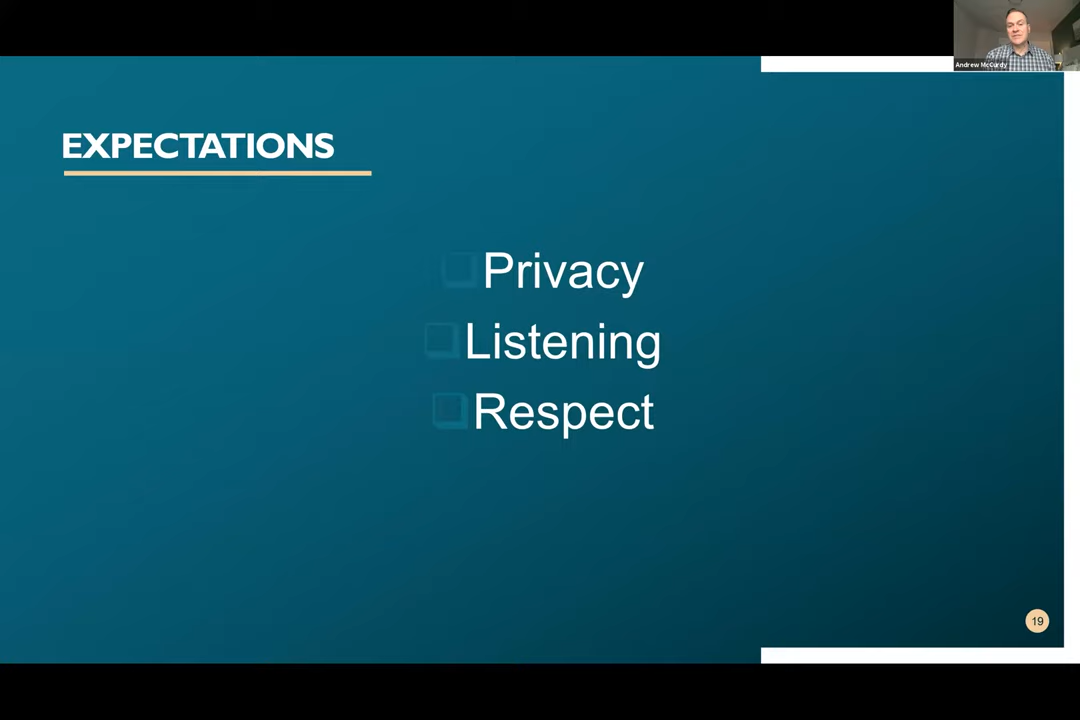 Andrew McCurdy
EXPECTATIONS
Privacy
Listening
Respect
19